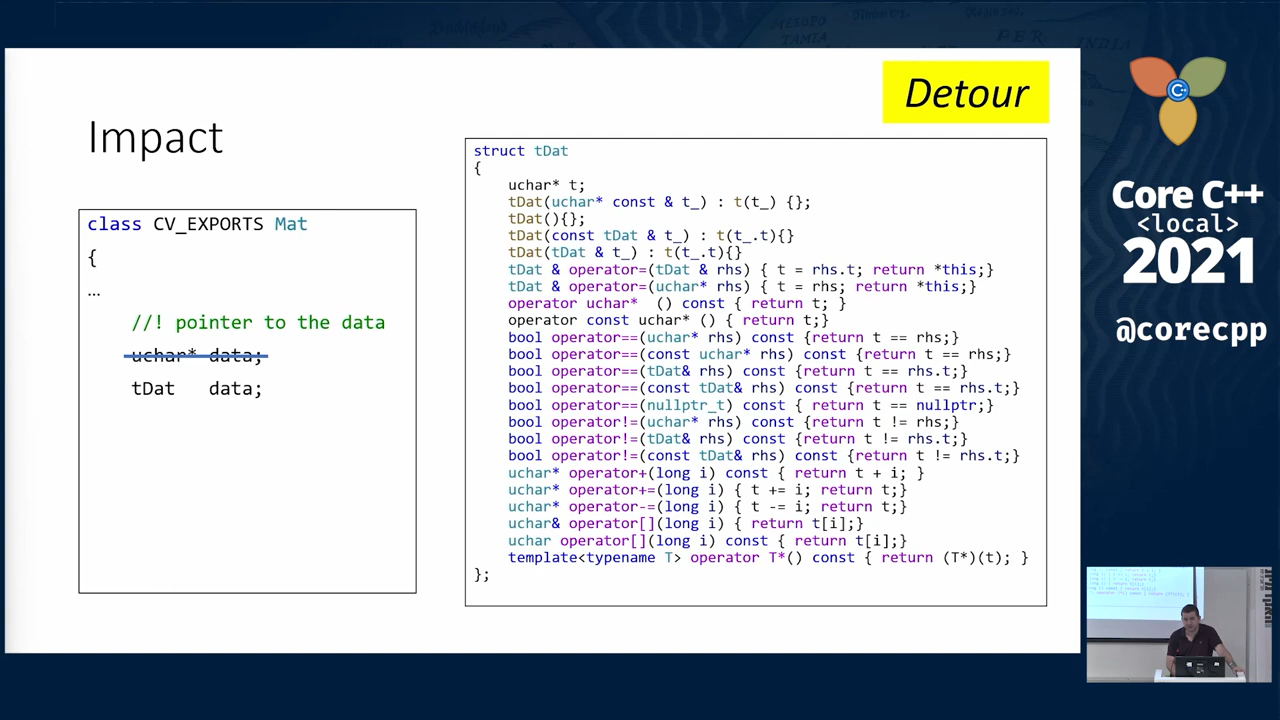 Detour
Impact
class CV_EXPORTS Mat
{
…
//! pointer to the data
uchar* data;
tDat data;
struct tDat
{
uchar* t;
tDat(uchar* const & t_) : t(t_) {};
tDat(){};
tDat(const tDat & t_) : t(t_.t){}
tDat(tDat & t_) : t(t_.t){}
tDat & operator=(tDat & rhs) { t = rhs.t; return *this;}
tDat & operator=(uchar* rhs) { t = rhs; return *this;}
operator uchar* () const { return t; }
operator const uchar* () { return t;}
bool operator==(uchar* rhs) const {return t == rhs;}
bool operator==(const uchar* rhs) const {return t == rhs;}
bool operator==(tDat& rhs) const {return t == rhs.t;}
bool operator==(const tDat& rhs) const {return t == rhs.t;}
bool operator==(nullptr_t) const { return t == nullptr;}
bool operator!=(uchar* rhs) const {return t != rhs;}
bool operator!=(tDat& rhs) const {return t != rhs.t;}
bool operator!=(const tDat& rhs) const {return t != rhs.t;}
uchar* operator+(long i) const { return t + i; }
uchar* operator+=(long i) { t += i; return t;}
uchar* operator-=(long i) { t -= i; return t;}
uchar& operator[](long i) { return t[i];}
uchar operator[](long i) const { return t[i];}
template<typename T> operator T*() const { return (T*)(t); }
};
C++
Core C++
<local>
2021
@corecpp